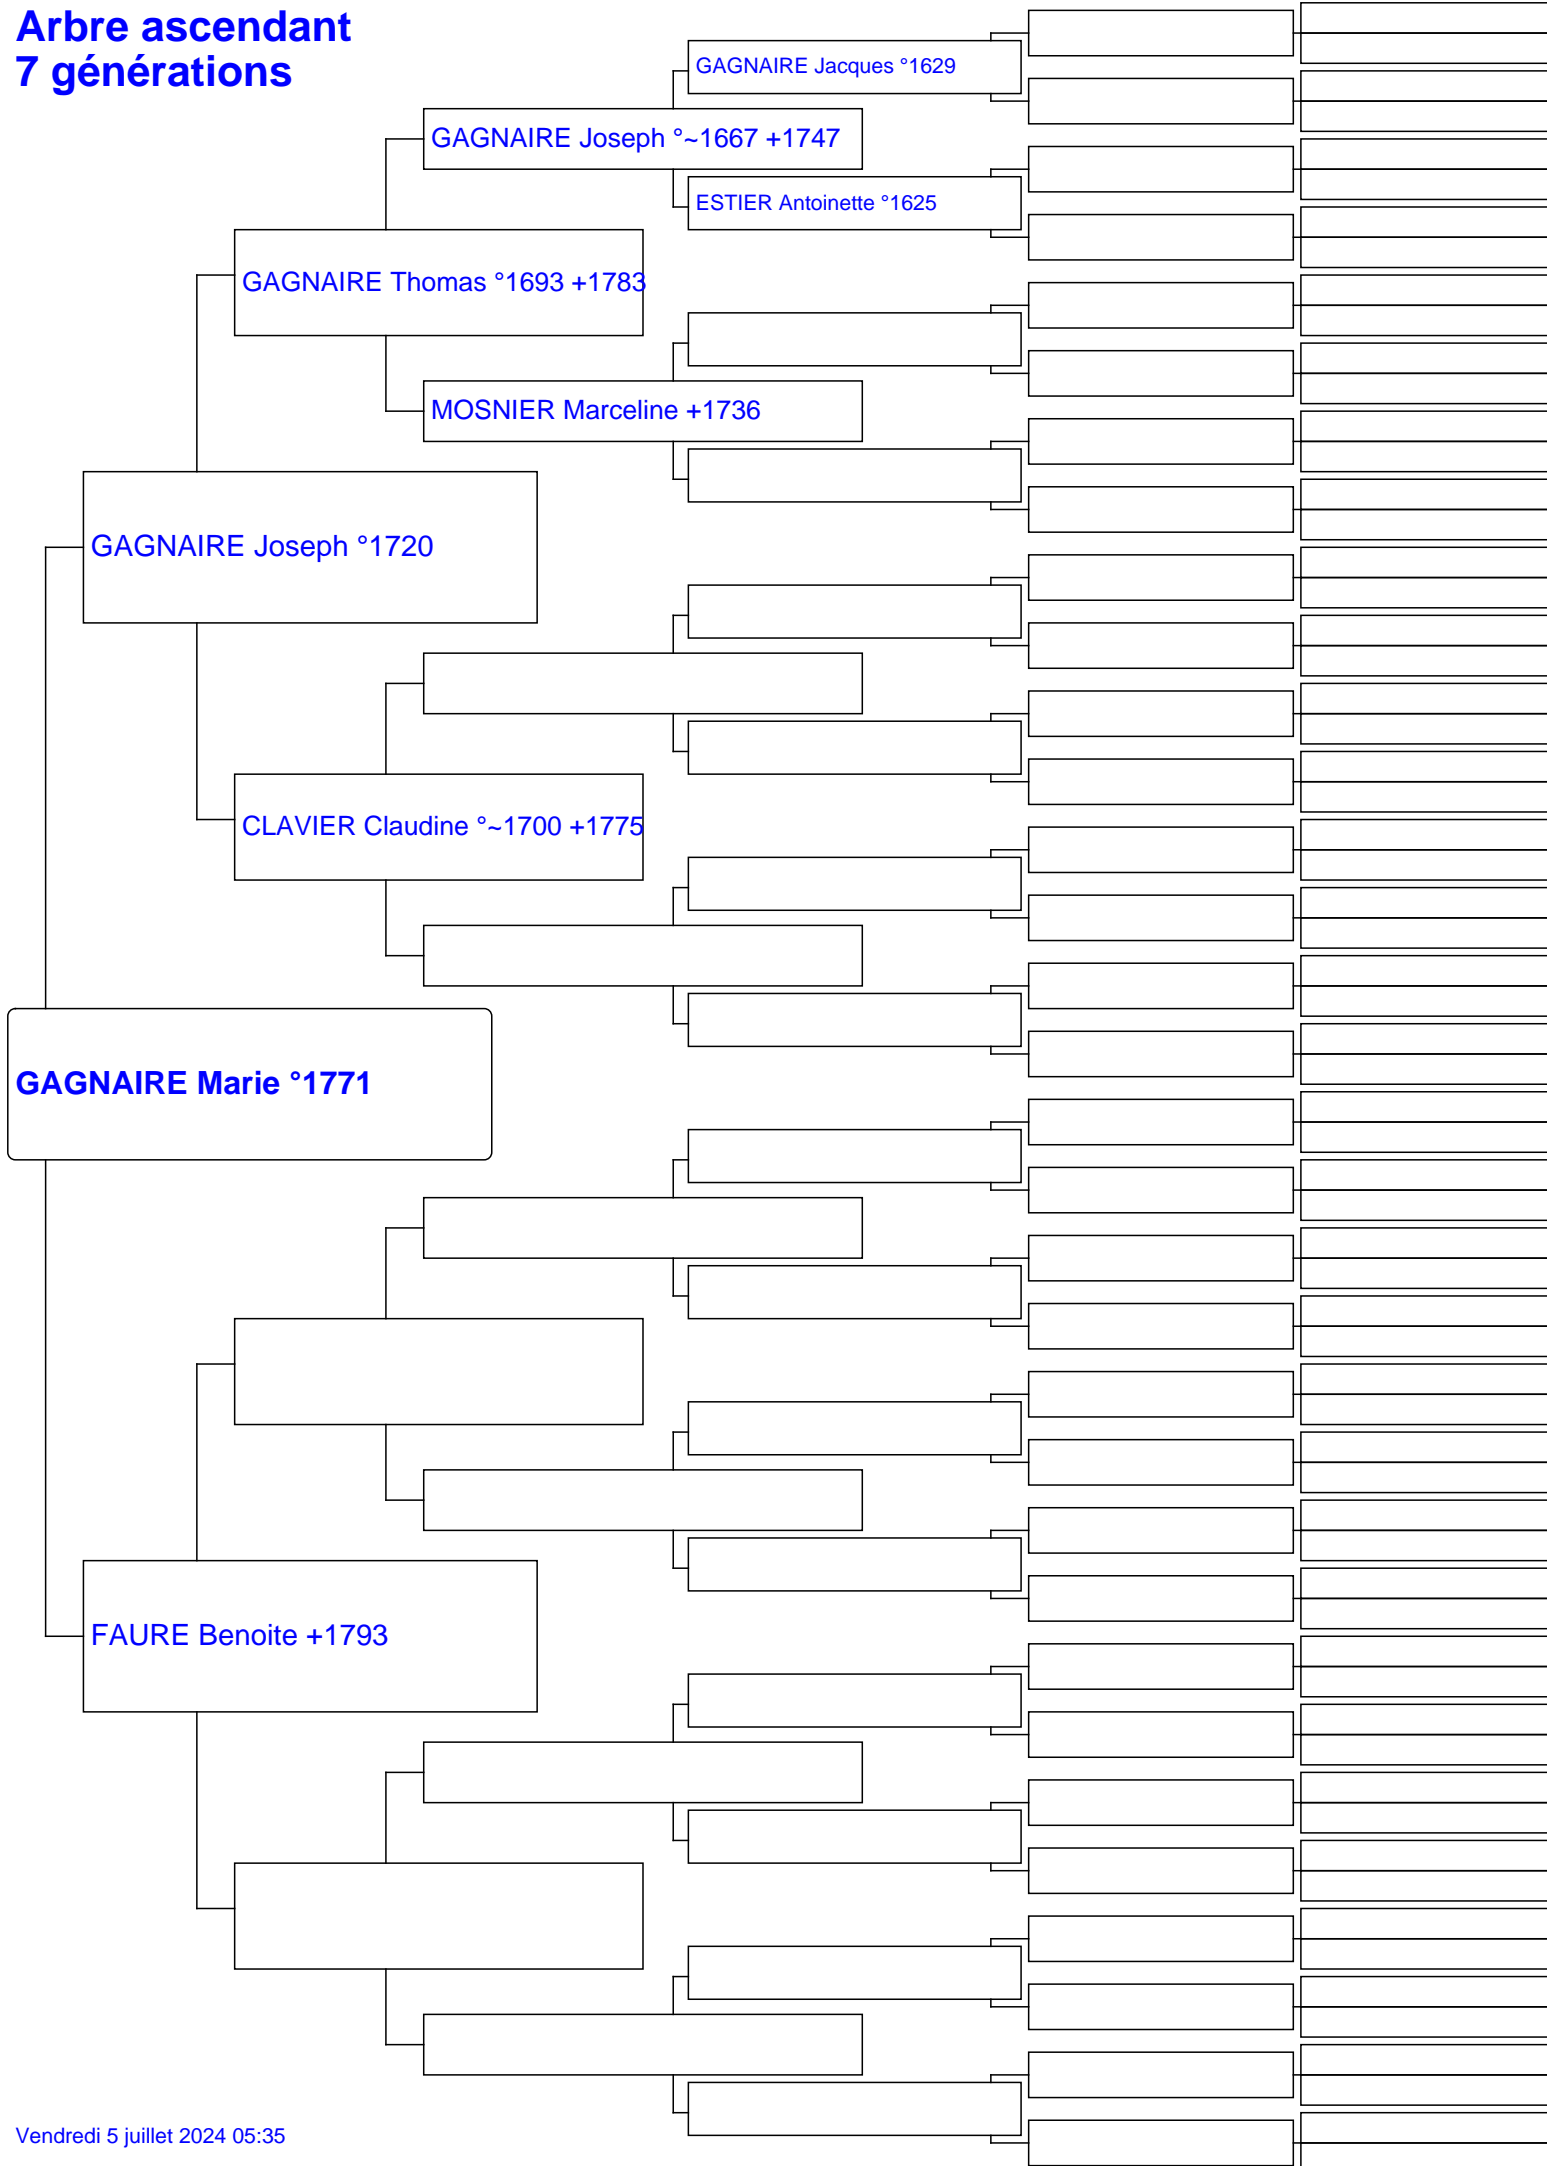 Arbre ascendant
7 générations
GAGNAIRE Jacques °1629
GAGNAIRE Joseph °~1667 +1747
ESTIER Antoinette °1625
GAGNAIRE Thomas °1693 +1783
MOSNIER Marceline +1736
GAGNAIRE Joseph °1720
CLAVIER Claudine °~1700 +1775
GAGNAIRE Marie °1771
FAURE Benoite +1793
Vendredi 5 juillet 2024 05:35